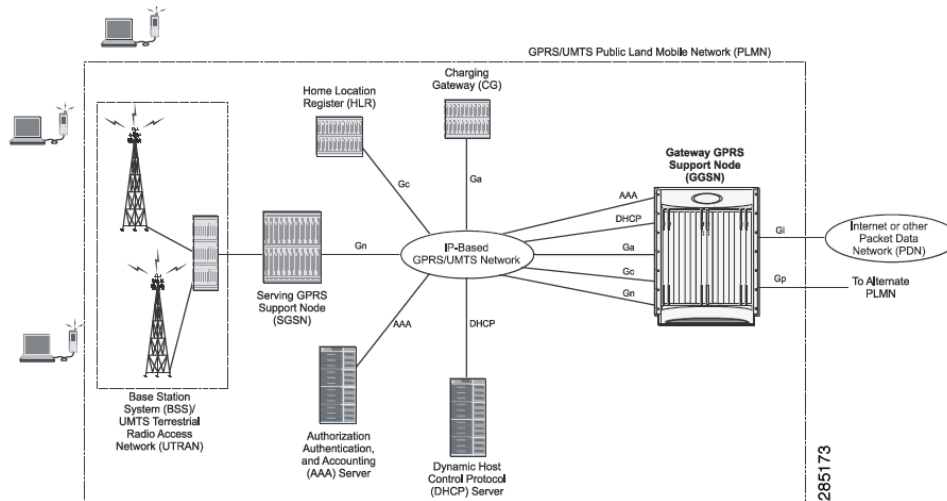 GPRS/UMTS Public Land Mobile Network (PLMN)
Home Location
Register (HLR)
Charging
Gateway (CG)
Gateway GPRS
Support Node
(GGSN)
Gc
Ga
AAA
DHCP
Ga
Gc
Gn
Gi
Internet or other
Packet Data
Network (PDN)
Gp
To Alternate
PLMN
Gn
IP-Based
GPRS/UMTS Network
Serving GPRS
Support Node
(SGSN)
AAA
DHCP
Base Station
System (BSS)/
UMTS Terrestrial
Radio Access
Network (UTRAN)
Authorization
Authentication,
and Accounting
(AAA) Server
Dynamic Host
Control Protocol
(DHCP) Server
285173